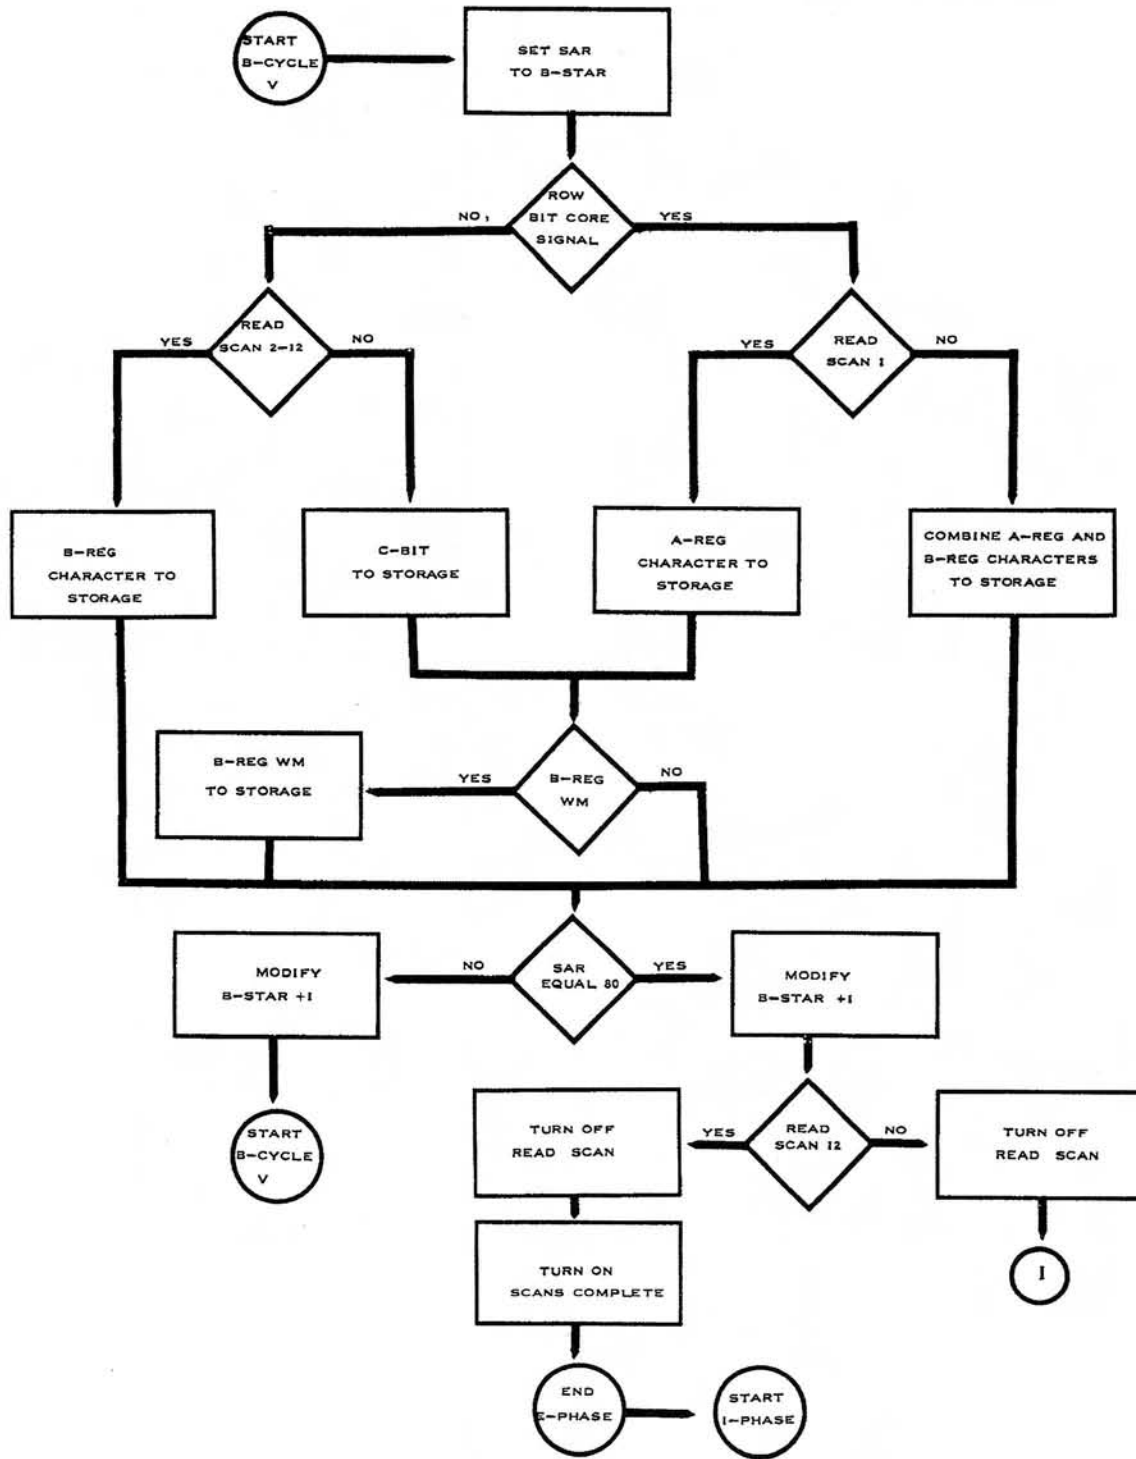 START
B-CYCLE
V
SET SAR
TO B-STAR
ROW
BIT CORE
SIGNAL
NO,
YES
READ
SCAN 2-12
YES
NO
READ
SCAN 1
YES
NO
B-REG
CHARACTER TO
STORAGE
C-BIT
TO STORAGE
A-REG
CHARACTER TO
STORAGE
COMBINE A-REG AND
B-REG CHARACTERS
TO STORAGE
B-REG WM
TO STORAGE
YES
B-REG
WM
NO
MODIFY
B-STAR +1
NO
SAR
EQUAL 80
YES
MODIFY
B-STAR +1
START
B-CYCLE
V
TURN OFF
READ SCAN
YES
READ
SCAN 12
NO
TURN OFF
READ SCAN
TURN ON
SCANS COMPLETE
I
END
E-PHASE
START
I-PHASE